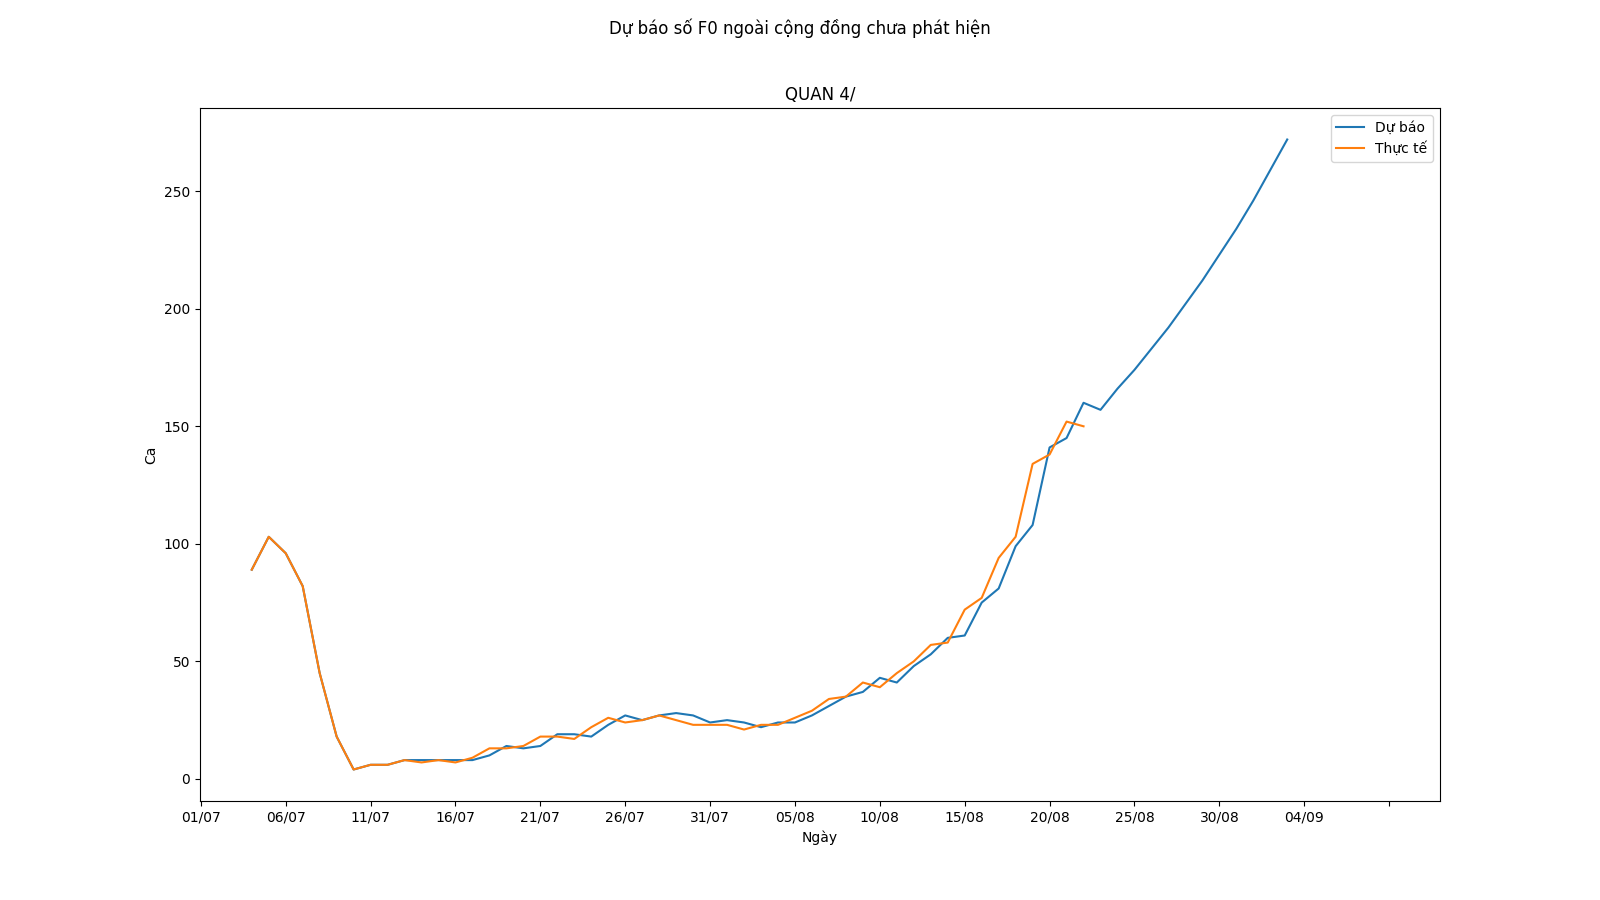 Dự báo số F0 ngoài cộng đồng chưa phát hiện
QUAN 4/
Dự báo
Thực tế
250
200
150
100
50
0
Ca
01/07 06/07 11/07 16/07 21/07 26/07 31/07 05/08 10/08 15/08 20/08 25/08 30/08 04/09
Ngày